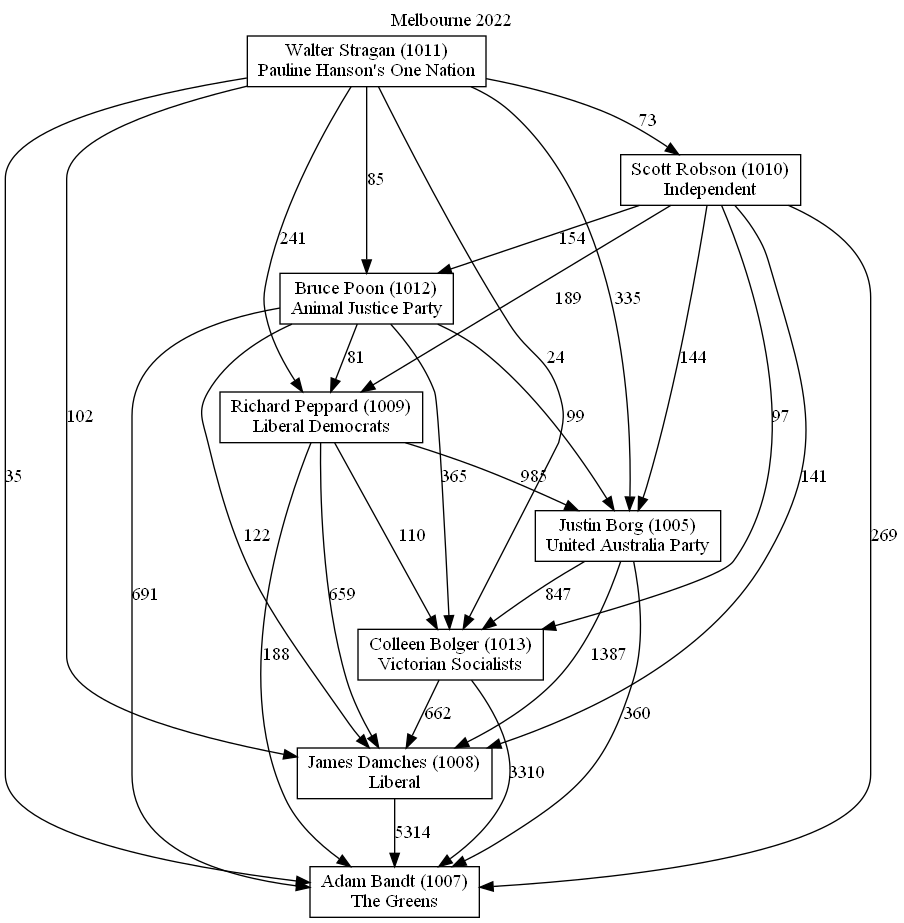 Melbourne 2022
Walter Stragan (1011)
Pauline Hanson's One Nation
73
Scott Robson (1010)
Independent
85
241
154
Bruce Poon (1012)
Animal Justice Party
189
335
81
24
144
Richard Peppard (1009)
Liberal Democrats
102
99
97
35
365
985
141
Justin Borg (1005)
United Australia Party
122
110
269
691
659
847
Colleen Bolger (1013)
Victorian Socialists
188
1387
662
360
James Damches (1008)
Liberal
3310
5314
Adam Bandt (1007)
The Greens